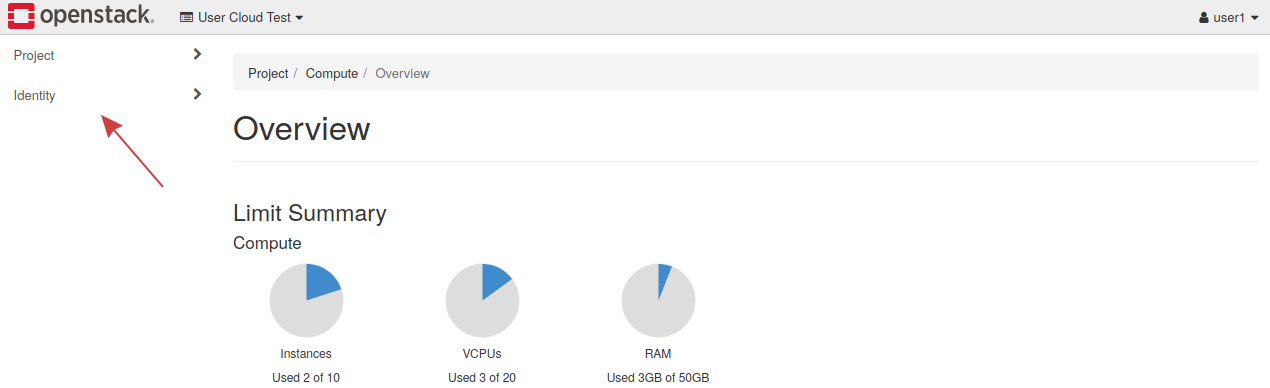 openstack. User Cloud Test user1
Project
Identity
Project / Compute / Overview
Overview
Limit Summary
Compute
Instances VCPUs RAM
Used 2 of 10 Used 3 of 20 Used 3GB of 50GB